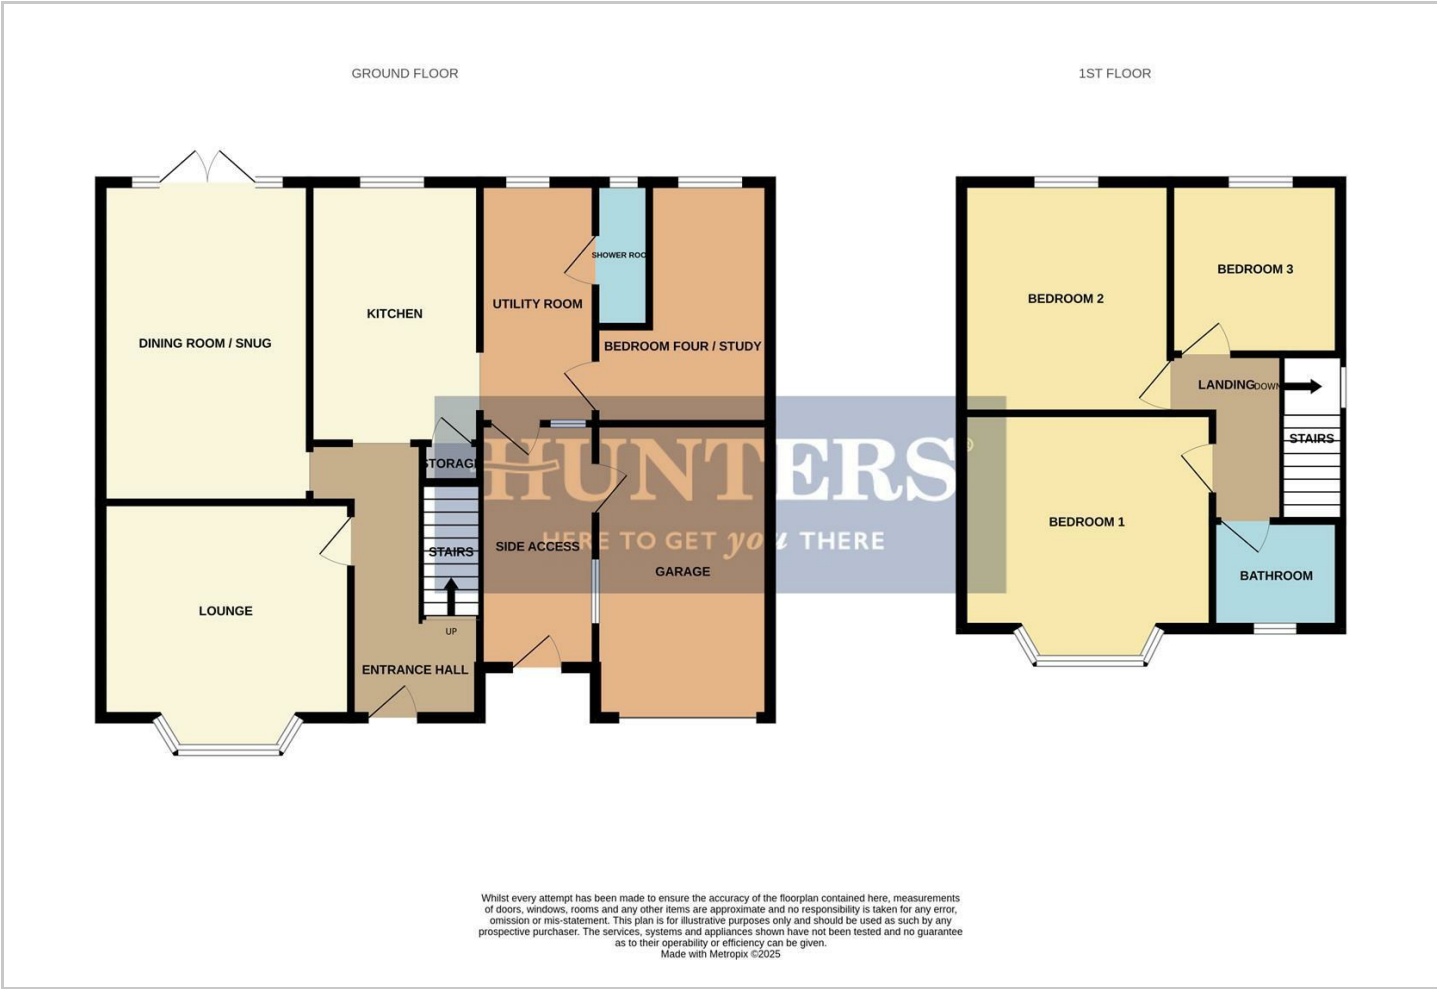 GROUND FLOOR
1ST FLOOR
DINING ROOM / SNUG
KITCHEN
UTILITY ROOM
SHOWER ROO
BEDROOM FOUR / STUDY
STORAGE
LOUNGE
STAIRS
UP
ENTRANCE HALL
SIDE ACCESS
GARAGE
HUNTERS®
HERE TO GET you THERE
BEDROOM 2
BEDROOM 3
LANDING
DOWN
STAIRS
BEDROOM 1
BATHROOM
Whilst every attempt has been made to ensure the accuracy of the floorplan contained here, measurements
of doors, windows, rooms and any other items are approximate and no responsibility is taken for any error,
omission or mis-statement. This plan is for illustrative purposes only and should be used as such by any
prospective purchaser. The services, systems and appliances shown have not been tested and no guarantee
as to their operability or efficiency can be given.
Made with Metropix ©2025